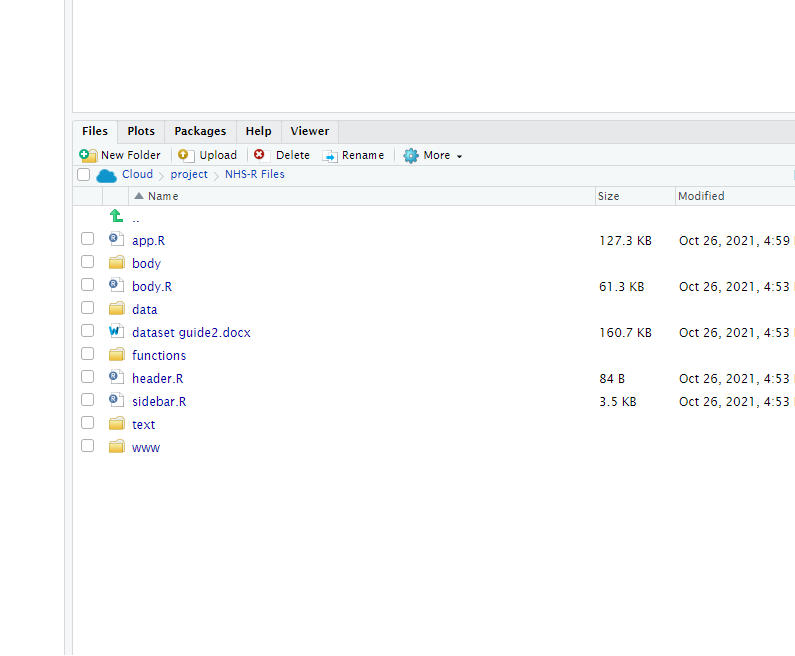 Files Plots Packages Help Viewer
New Folder Upload Delete Rename More
Cloud project NHS-R Files
Name Size Modified
..
app.R 127.3 KB Oct 26, 2021, 4:59
body
body.R 61.3 KB Oct 26, 2021, 4:53
data
dataset guide2.docx 160.7 KB Oct 26, 2021, 4:53
functions
header.R 84 B Oct 26, 2021, 4:53
sidebar.R 3.5 KB Oct 26, 2021, 4:53
text
www